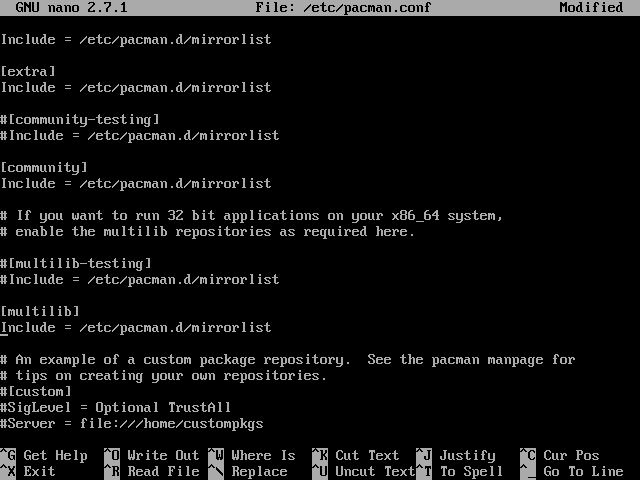 GNU nano 2.7.1 File: /etc/pacman.conf Modified
Include = /etc/pacman.d/mirrorlist
[extra]
Include = /etc/pacman.d/mirrorlist
#[community-testing]
#Include = /etc/pacman.d/mirrorlist
[community]
Include = /etc/pacman.d/mirrorlist
# If you want to run 32 bit applications on your x86_64 system,
# enable the multilib repositories as required here.
#[multilib-testing]
#Include = /etc/pacman.d/mirrorlist
[multilib]
Include = /etc/pacman.d/mirrorlist
# An example of a custom package repository.  See the pacman manpage for
# tips on creating your own repositories.
#[custom]
#SigLevel = Optional TrustAll
#Server = file:///home/custompkgs
^G Get Help ^O Write Out ^W Where Is ^K Cut Text ^J Justify ^C Cur Pos
^X Exit ^R Read File ^\ Replace ^U Uncut Text ^T To Spell ^_ Go To Line